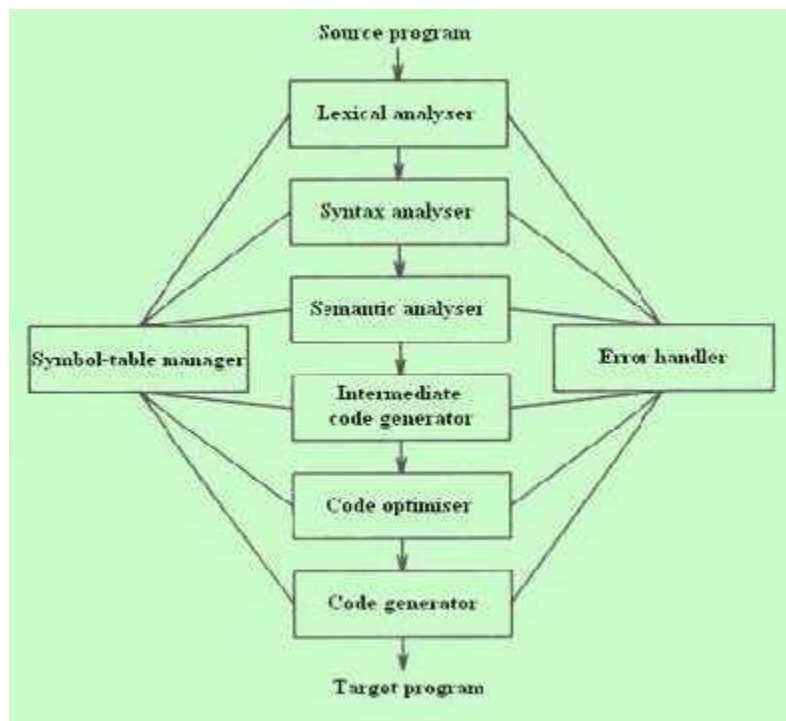 Source program
Lexical analyser
Syntax analyser
Semantic analyser
Symbol-table manager
Error handler
Intermediate
code generator
Code optimiser
Code generator
Target program